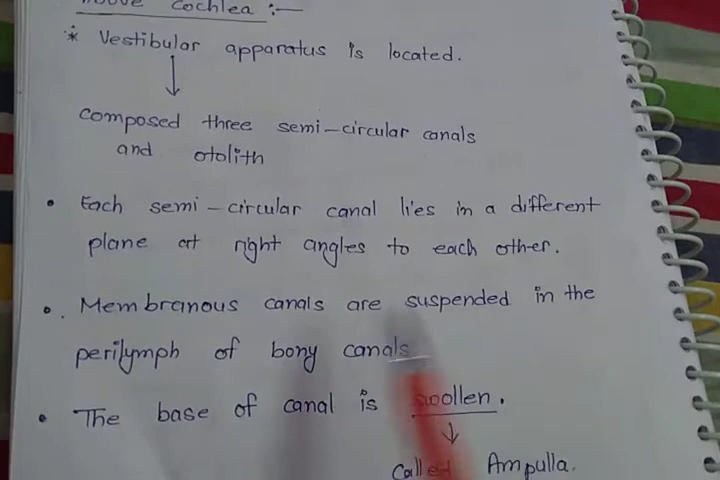 above Cochlea :—
* Vestibular apparatus is located.
↓
Composed three semi-circular canals
and otolith
• Each semi-circular canal lies in a different
plane at right angles to each other.
• Membranous canals are suspended in the
perilymph of bony canals
• The base of canal is swollen.
↓
Called Ampulla.